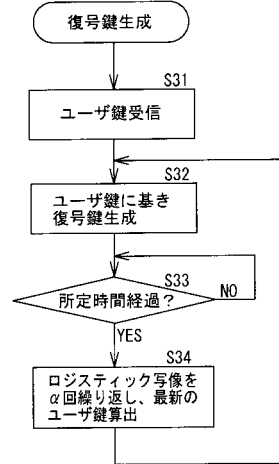 復号鍵生成
S31
ユーザ鍵受信
S32
ユーザ鍵に基き
復号鍵生成
S33
所定時間経過？
NO
YES
S34
ロジスティック写像を
α回繰り返し、最新の
ユーザ鍵算出